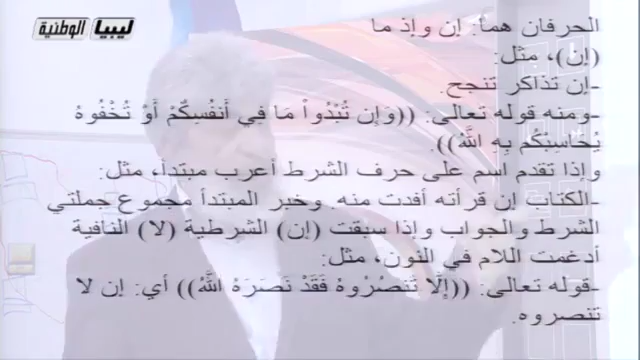 ليبيا الوطنية
الحرفان هما: إن وإذ ما
(إن)، مثل:
-إن تذاكر تنجح.
-ومنه قوله تعالى: ((وَإِن تُبْدُواْ مَا فِي أَنفُسِكُمْ أَوْ تُخْفُوهُ
يُحَاسِبْكُم بِهِ اللَّهُ)).
وإذا تقدم اسم على حرف الشرط أعرب مبتدأ، مثل:
-الكتاب إن قرأته أفدت منه. وخبر المبتدأ مجموع جملتي
الشرط والجواب وإذا سبقت (إن) الشرطية (لا) النافية
أدغمت اللام في النون، مثل:
-قوله تعالى: ((إِلَّا تَنصُرُوهُ فَقَدْ نَصَرَهُ اللَّهُ)) أي: إن لا
تنصروه.